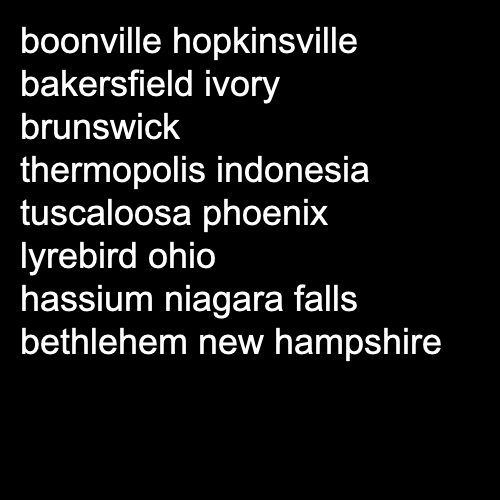 boonville hopkinsville
bakersfield ivory
brunswick
thermopolis indonesia
tuscaloosa phoenix
lyrebird ohio
hassium niagara falls
bethlehem new hampshire